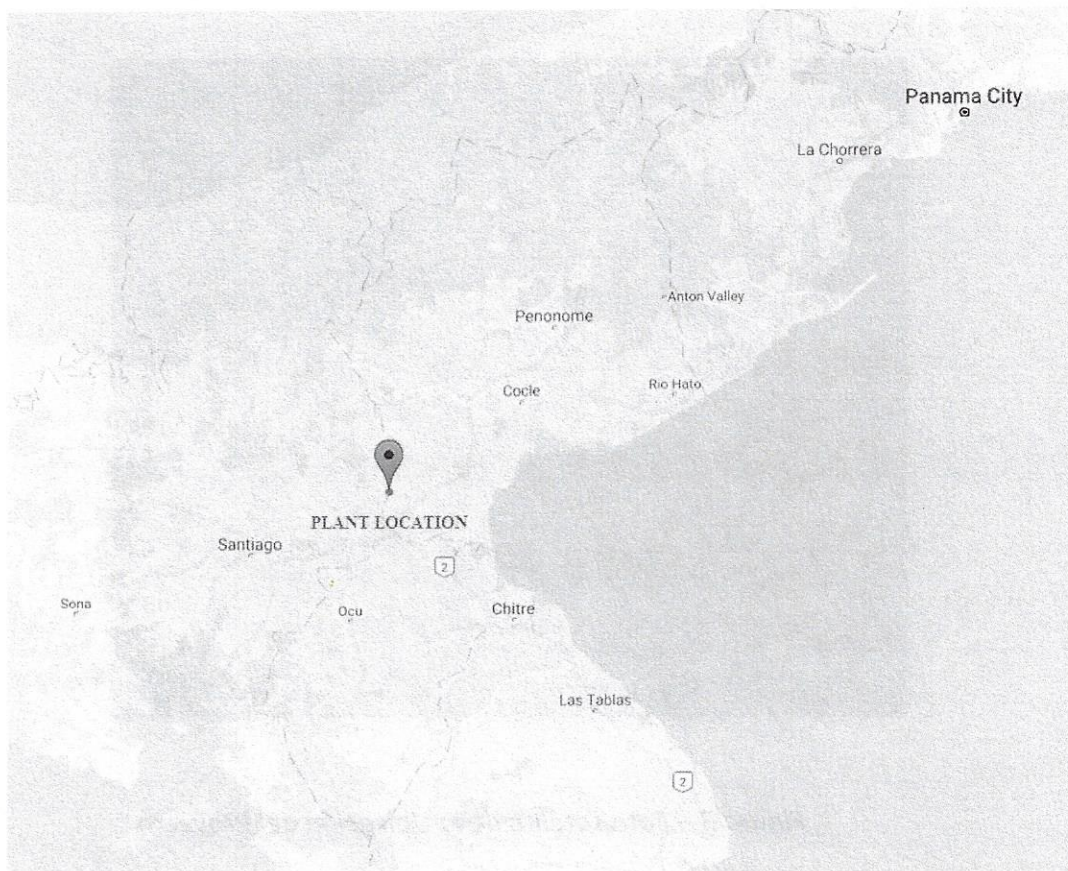 Panama City
La Chorrera
Anton Valley
Penonome
Rio Hato
Cocle
PLANT LOCATION
Santiago
2
Sona
Ocu
Chitre
Las Tablas
2